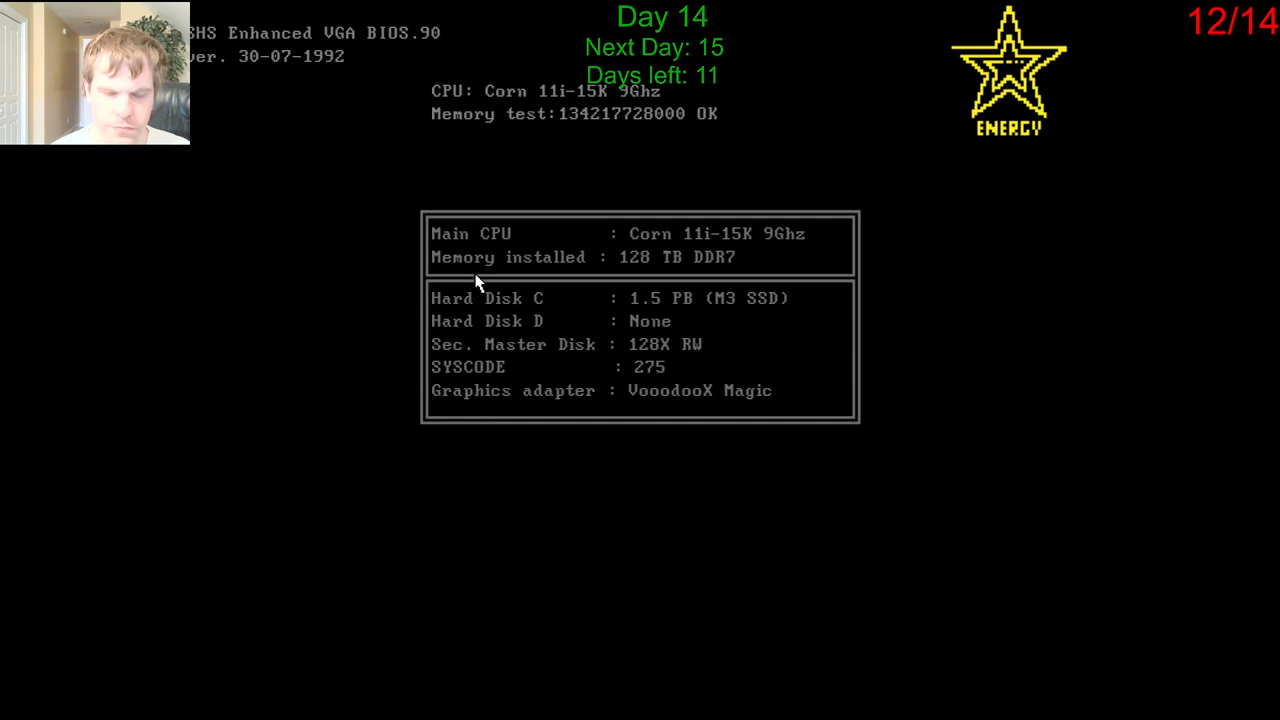 SHS Enhanced VGA BIOS.90
ver. 30-07-1992
Day 14
Next Day: 15
Days left: 11
12/14
ENERGY
CPU: Corn 11i-15K 9Ghz
Memory test:134217728000 OK
Main CPU : Corn 11i-15K 9Ghz
Memory installed : 128 TB DDR7
Hard Disk C : 1.5 PB (M3 SSD)
Hard Disk D : None
Sec. Master Disk : 128X RW
SYSCODE : 275
Graphics adapter : VooodooX Magic